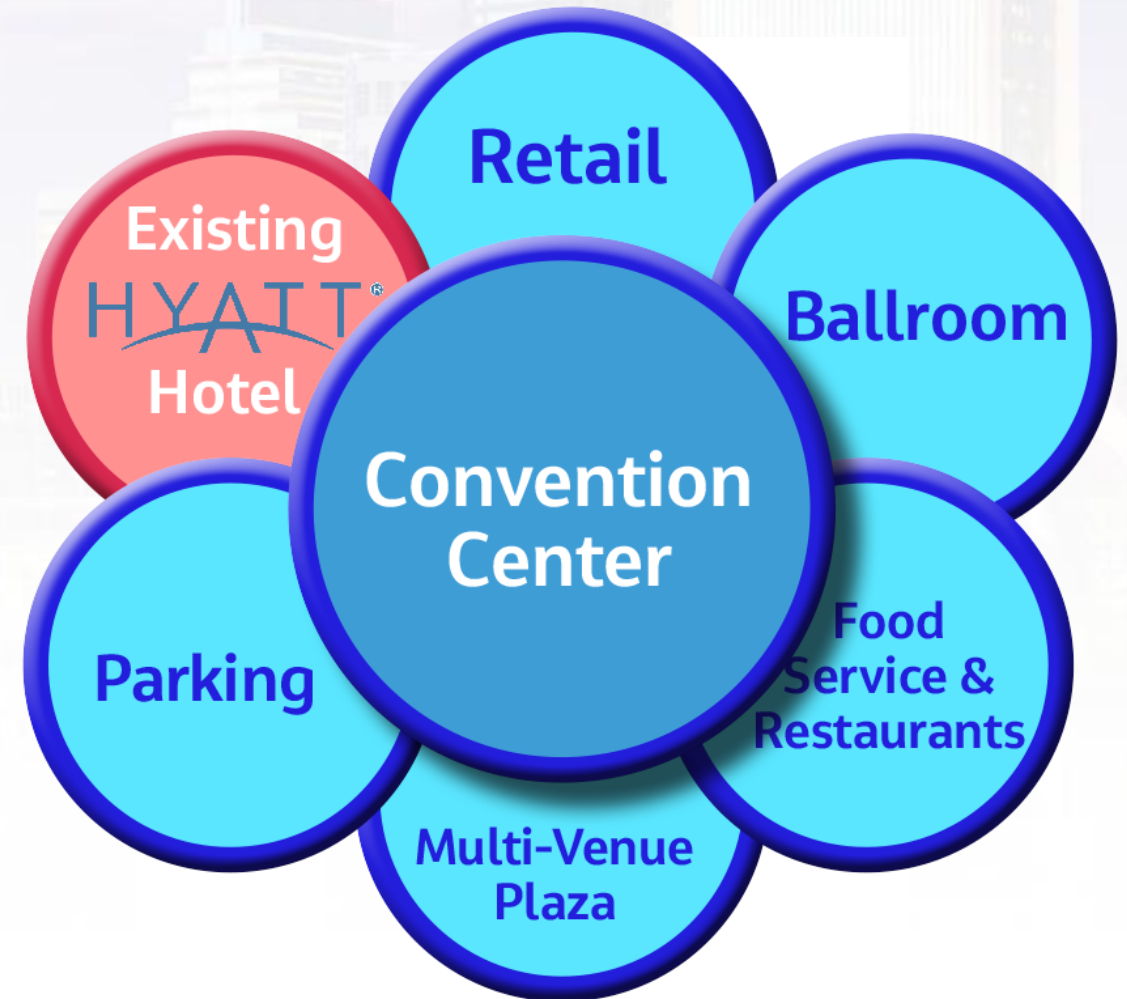 Retail
Existing
HYATT®
Hotel
Ballroom
Convention
Center
Parking
Food
Service &
Restaurants
Multi-Venue
Plaza